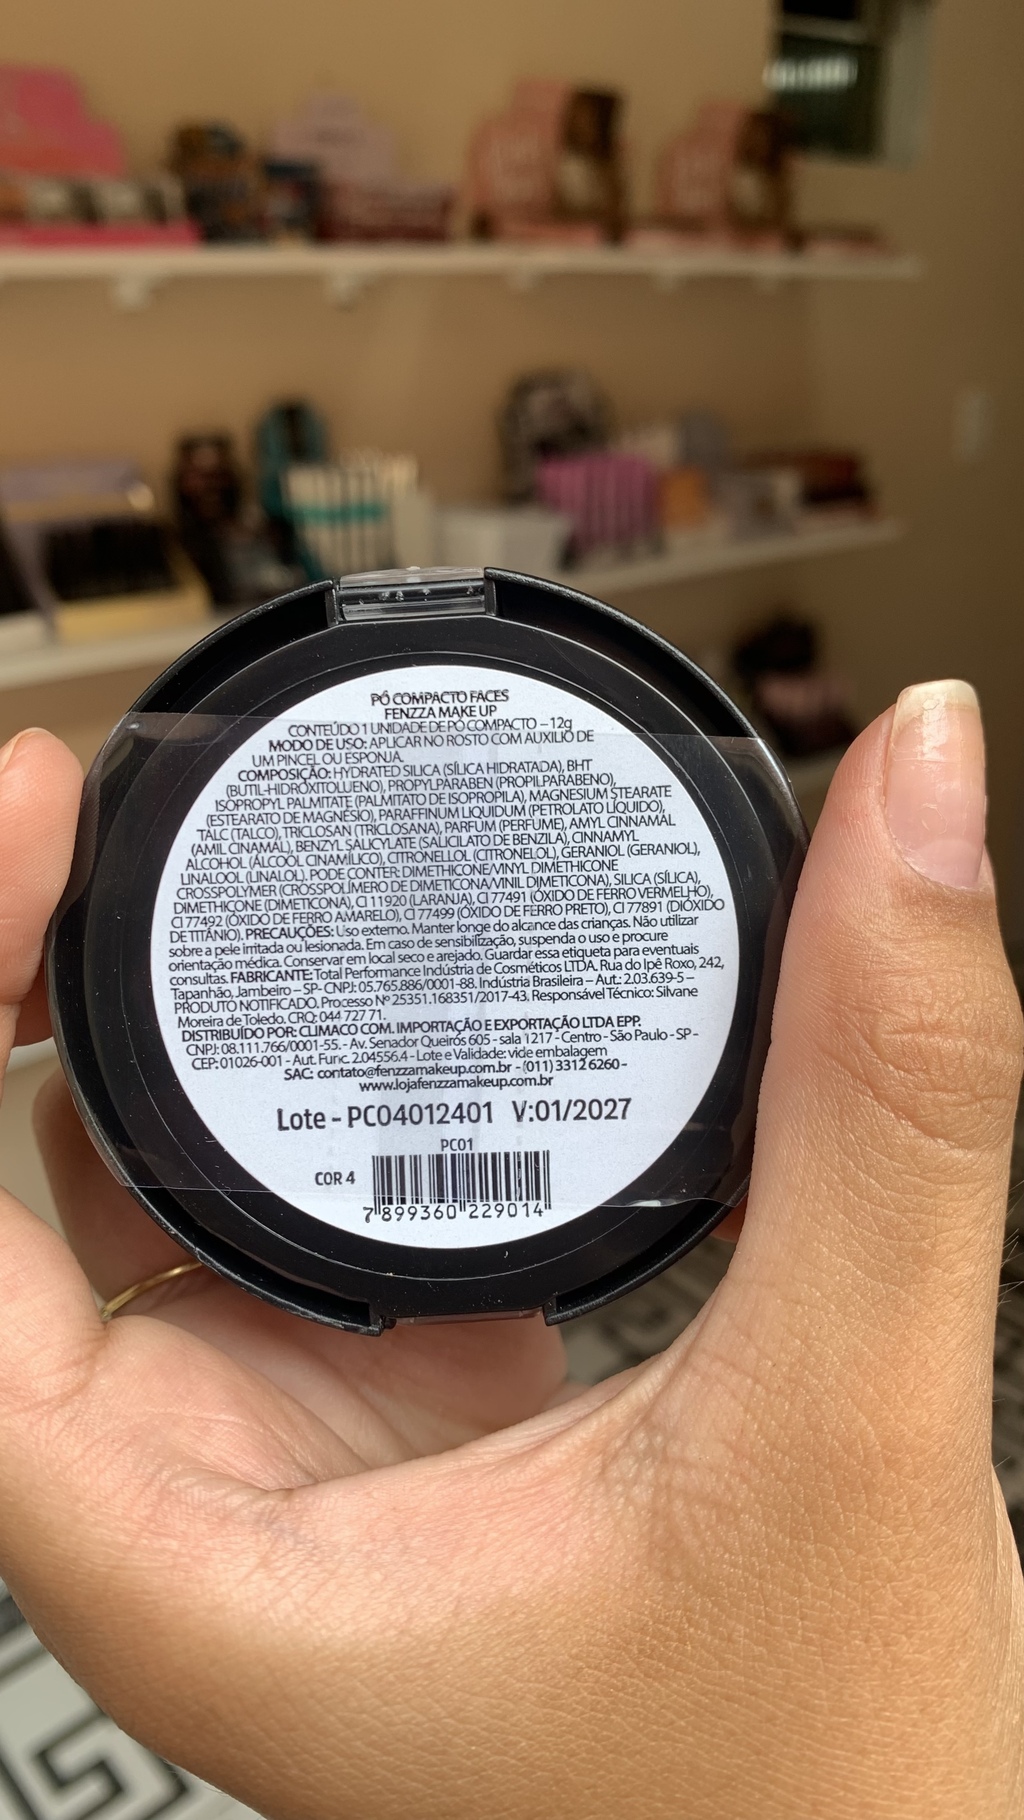 PÓ COMPACTO FACES
FENZZA MAKE UP
CONTEÚDO 1 UNIDADE DE PÓ COMPACTO – 12g
MODO DE USO: APLICAR NO ROSTO COM AUXILIO DE
UM PINCEL OU ESPONJA.
COMPOSIÇÃO: HYDRATED SILICA (SÍLICA HIDRATADA), BHT
(BUTIL-HIDROXITOLUENO), PROPYLPARABEN (PROPILPARABENO),
ISOPROPYL PALMITATE (PALMITATO DE ISOPROPILA), MAGNESIUM STEARATE
(ESTEARATO DE MAGNÉSIO), PARAFFINUM LIQUIDUM (PETROLATO LÍQUIDO),
TALC (TALCO), TRICLOSAN (TRICLOSANA), PARFUM (PERFUME), AMYL CINNAMAL
(AMIL CINAMAL), BENZYL SALICYLATE (SALICILATO DE BENZILA), CINNAMYL
ALCOHOL (ÁLCOOL CINAMÍLICO), CITRONELLOL (CITRONELOL), GERANIOL (GERANIOL),
LINALOOL (LINALOL). PODE CONTER: DIMETHICONE/VINYL DIMETHICONE
CROSSPOLYMER (CROSSPOLÍMERO DE DIMETICONA/VINIL DIMETICONA), SILICA (SÍLICA),
DIMETHICONE (DIMETICONA), CI 11920 (LARANJA), CI 77491 (ÓXIDO DE FERRO VERMELHO),
CI 77492 (ÓXIDO DE FERRO AMARELO), CI 77499 (ÓXIDO DE FERRO PRETO), CI 77891 (DIÓXIDO
DE TITÂNIO). PRECAUÇÕES: Uso externo. Manter longe do alcance das crianças. Não utilizar
sobre a pele irritada ou lesionada. Em caso de sensibilização, suspenda o uso e procure
orientação médica. Conservar em local seco e arejado. Guardar essa etiqueta para eventuais
consultas. FABRICANTE: Total Performance Indústria de Cosméticos LTDA. Rua do Ipê Roxo, 242,
Tapanhão, Jambeiro – SP- CNPJ: 05.765.886/0001-88. Indústria Brasileira – Aut.: 2.03.639-5 –
PRODUTO NOTIFICADO. Processo Nº 25351.168351/2017-43. Responsável Técnico: Silvane
Moreira de Toledo. CRQ: 044 727 71.
DISTRIBUÍDO POR: CLIMACO COM. IMPORTAÇÃO E EXPORTAÇÃO LTDA EPP.
CNPJ: 08.111.766/0001-55. - Av. Senador Queirós 605 - sala 1217 - Centro - São Paulo - SP -
CEP: 01026-001 - Aut. Func. 2.04556.4 - Lote e Validade: vide embalagem
SAC: contato@fenzzamakeup.com.br - (011) 3312 6260 -
www.lojafenzzamakeup.com.br
Lote - PC04012401 V:01/2027
PC01
COR 4
7 899360 229014